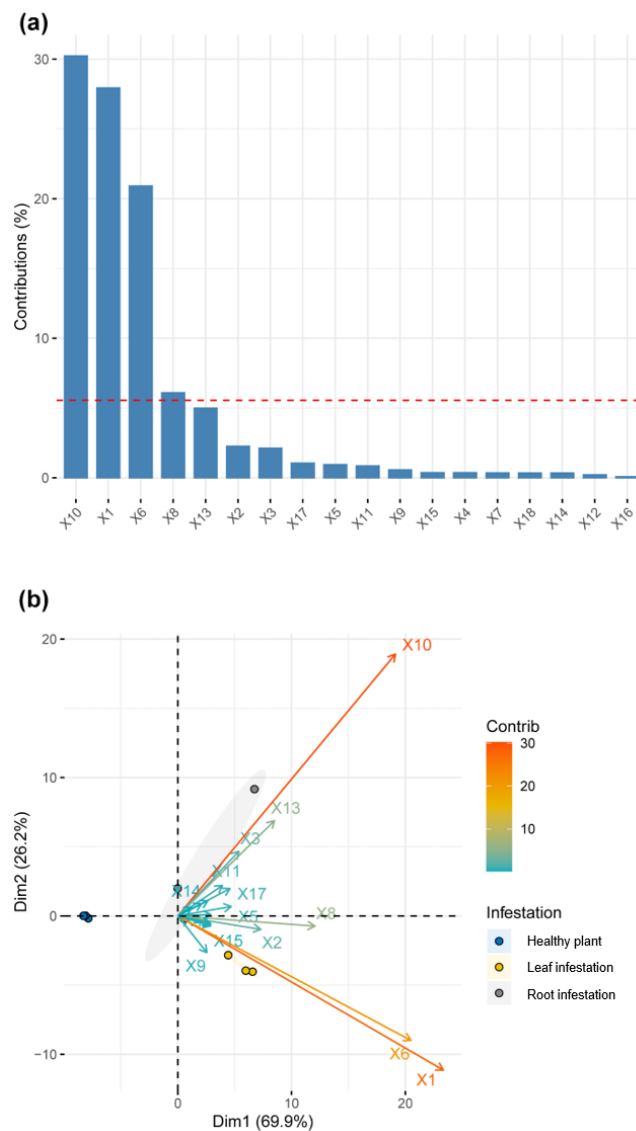 (a)
30
20
10
0
Contributions (%)
X10 X1 X6 X8 X13 X2 X3 X17 X5 X11 X9 X15 X4 X7 X18 X14 X12 X16
(b)
20
10
0
−10
Dim2 (26.2%)
X10
X13
X3
X11
X14
X17
X5
X8
X15
X2
X9
X6
X1
0 10 20
Dim1 (69.9%)
Contrib
30
20
10
Infestation
Healthy plant
Leaf infestation
Root infestation